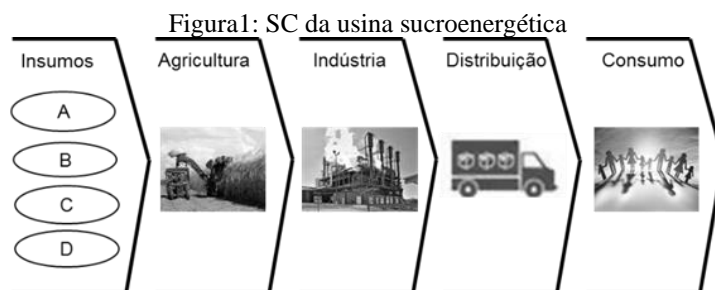 Figura1: SC da usina sucroenergética
Insumos
Agricultura
Indústria
Distribuição
Consumo
A
B
C
D